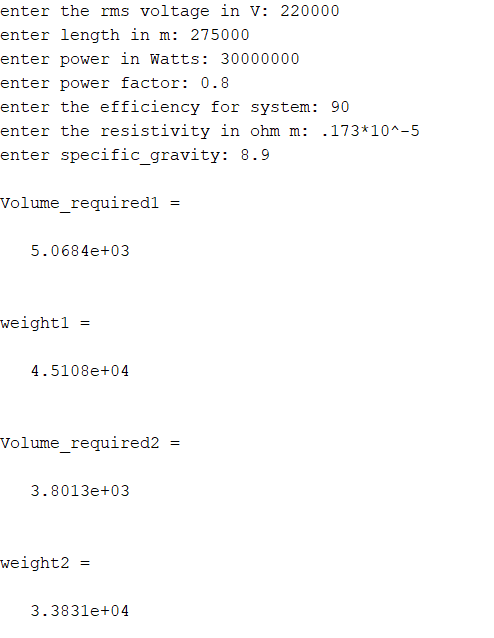 enter the rms voltage in V: 220000
enter length in m: 275000
enter power in Watts: 30000000
enter power factor: 0.8
enter the efficiency for system: 90
enter the resistivity in ohm m: .173*10^-5
enter specific_gravity: 8.9
Volume_required1 =
5.0684e+03
weight1 =
4.5108e+04
Volume_required2 =
3.8013e+03
weight2 =
3.3831e+04